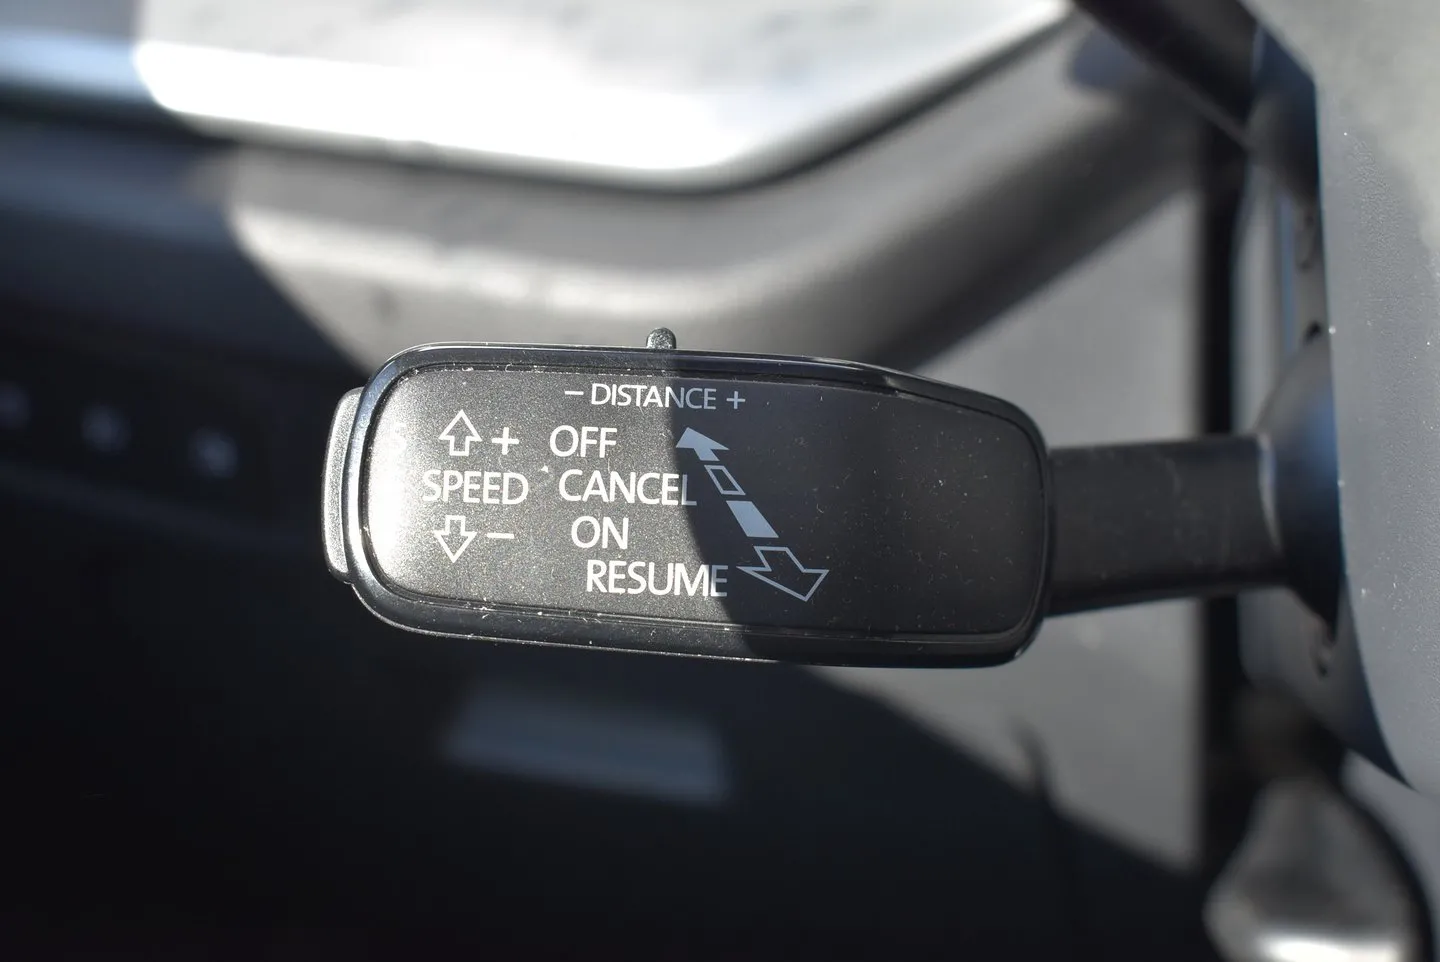 − DISTANCE +
+ OFF
SPEED CANCEL
− ON
RESUME